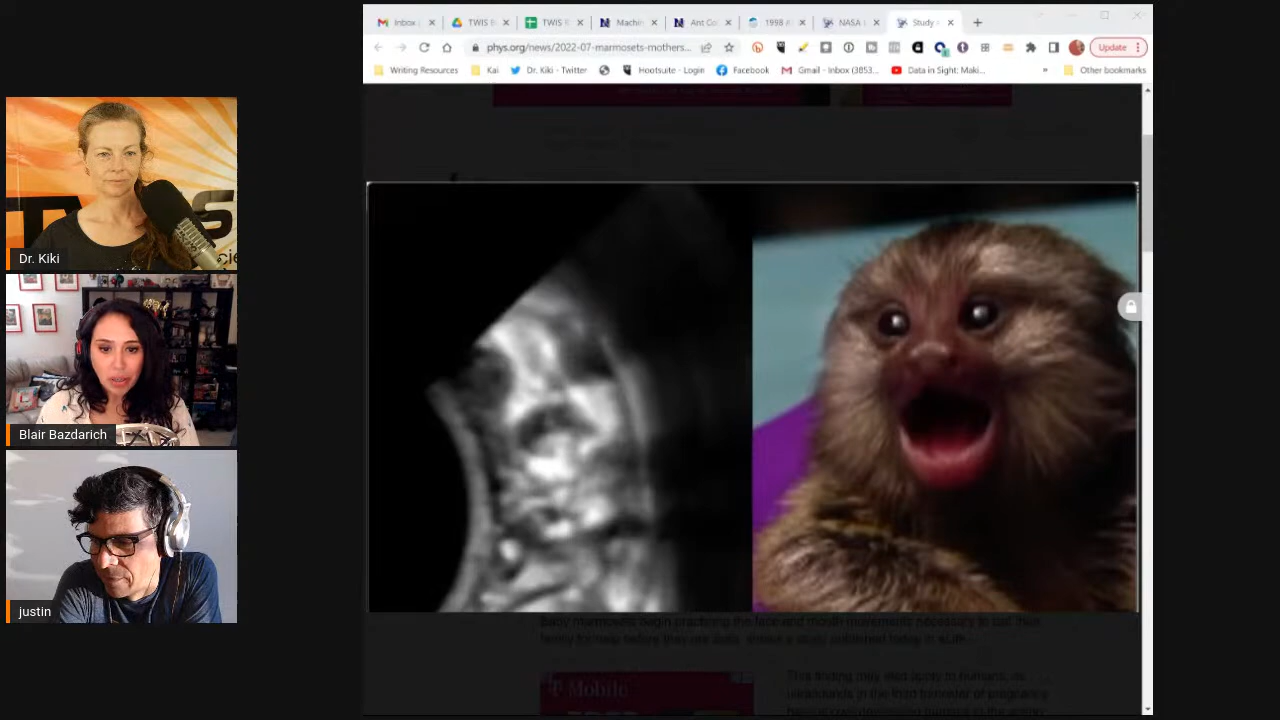 Inbox
TWIS B
TWIS R
Machin
Ant Co
1998 A
NASA
Study
phys.org/news/2022-07-marmosets-mothers...
Update
Writing Resources
Kai
Dr. Kiki - Twitter
Hootsuite - Login
Facebook
Gmail - Inbox (3853...
Data in Sight: Maki...
»
Other bookmarks
Dr. Kiki
Blair Bazdarich
justin
Baby marmosets begin practicing the face and mouth movements necessary to call their
family for help before they are born,
study published today in eLife.
This finding may also apply to humans, as
ultrasounds in the third trimester of pregnancy
T Mobile